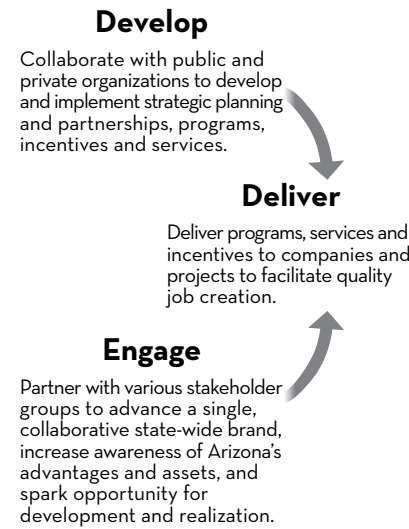 Develop
Collaborate with public and
private organizations to develop
and implement strategic planning
and partnerships, programs,
incentives and services.
Deliver
Deliver programs, services and
incentives to companies and
projects to facilitate quality
job creation.
Engage
Partner with various stakeholder
groups to advance a single,
collaborative state-wide brand,
increase awareness of Arizona's
advantages and assets, and
spark opportunity for
development and realization.